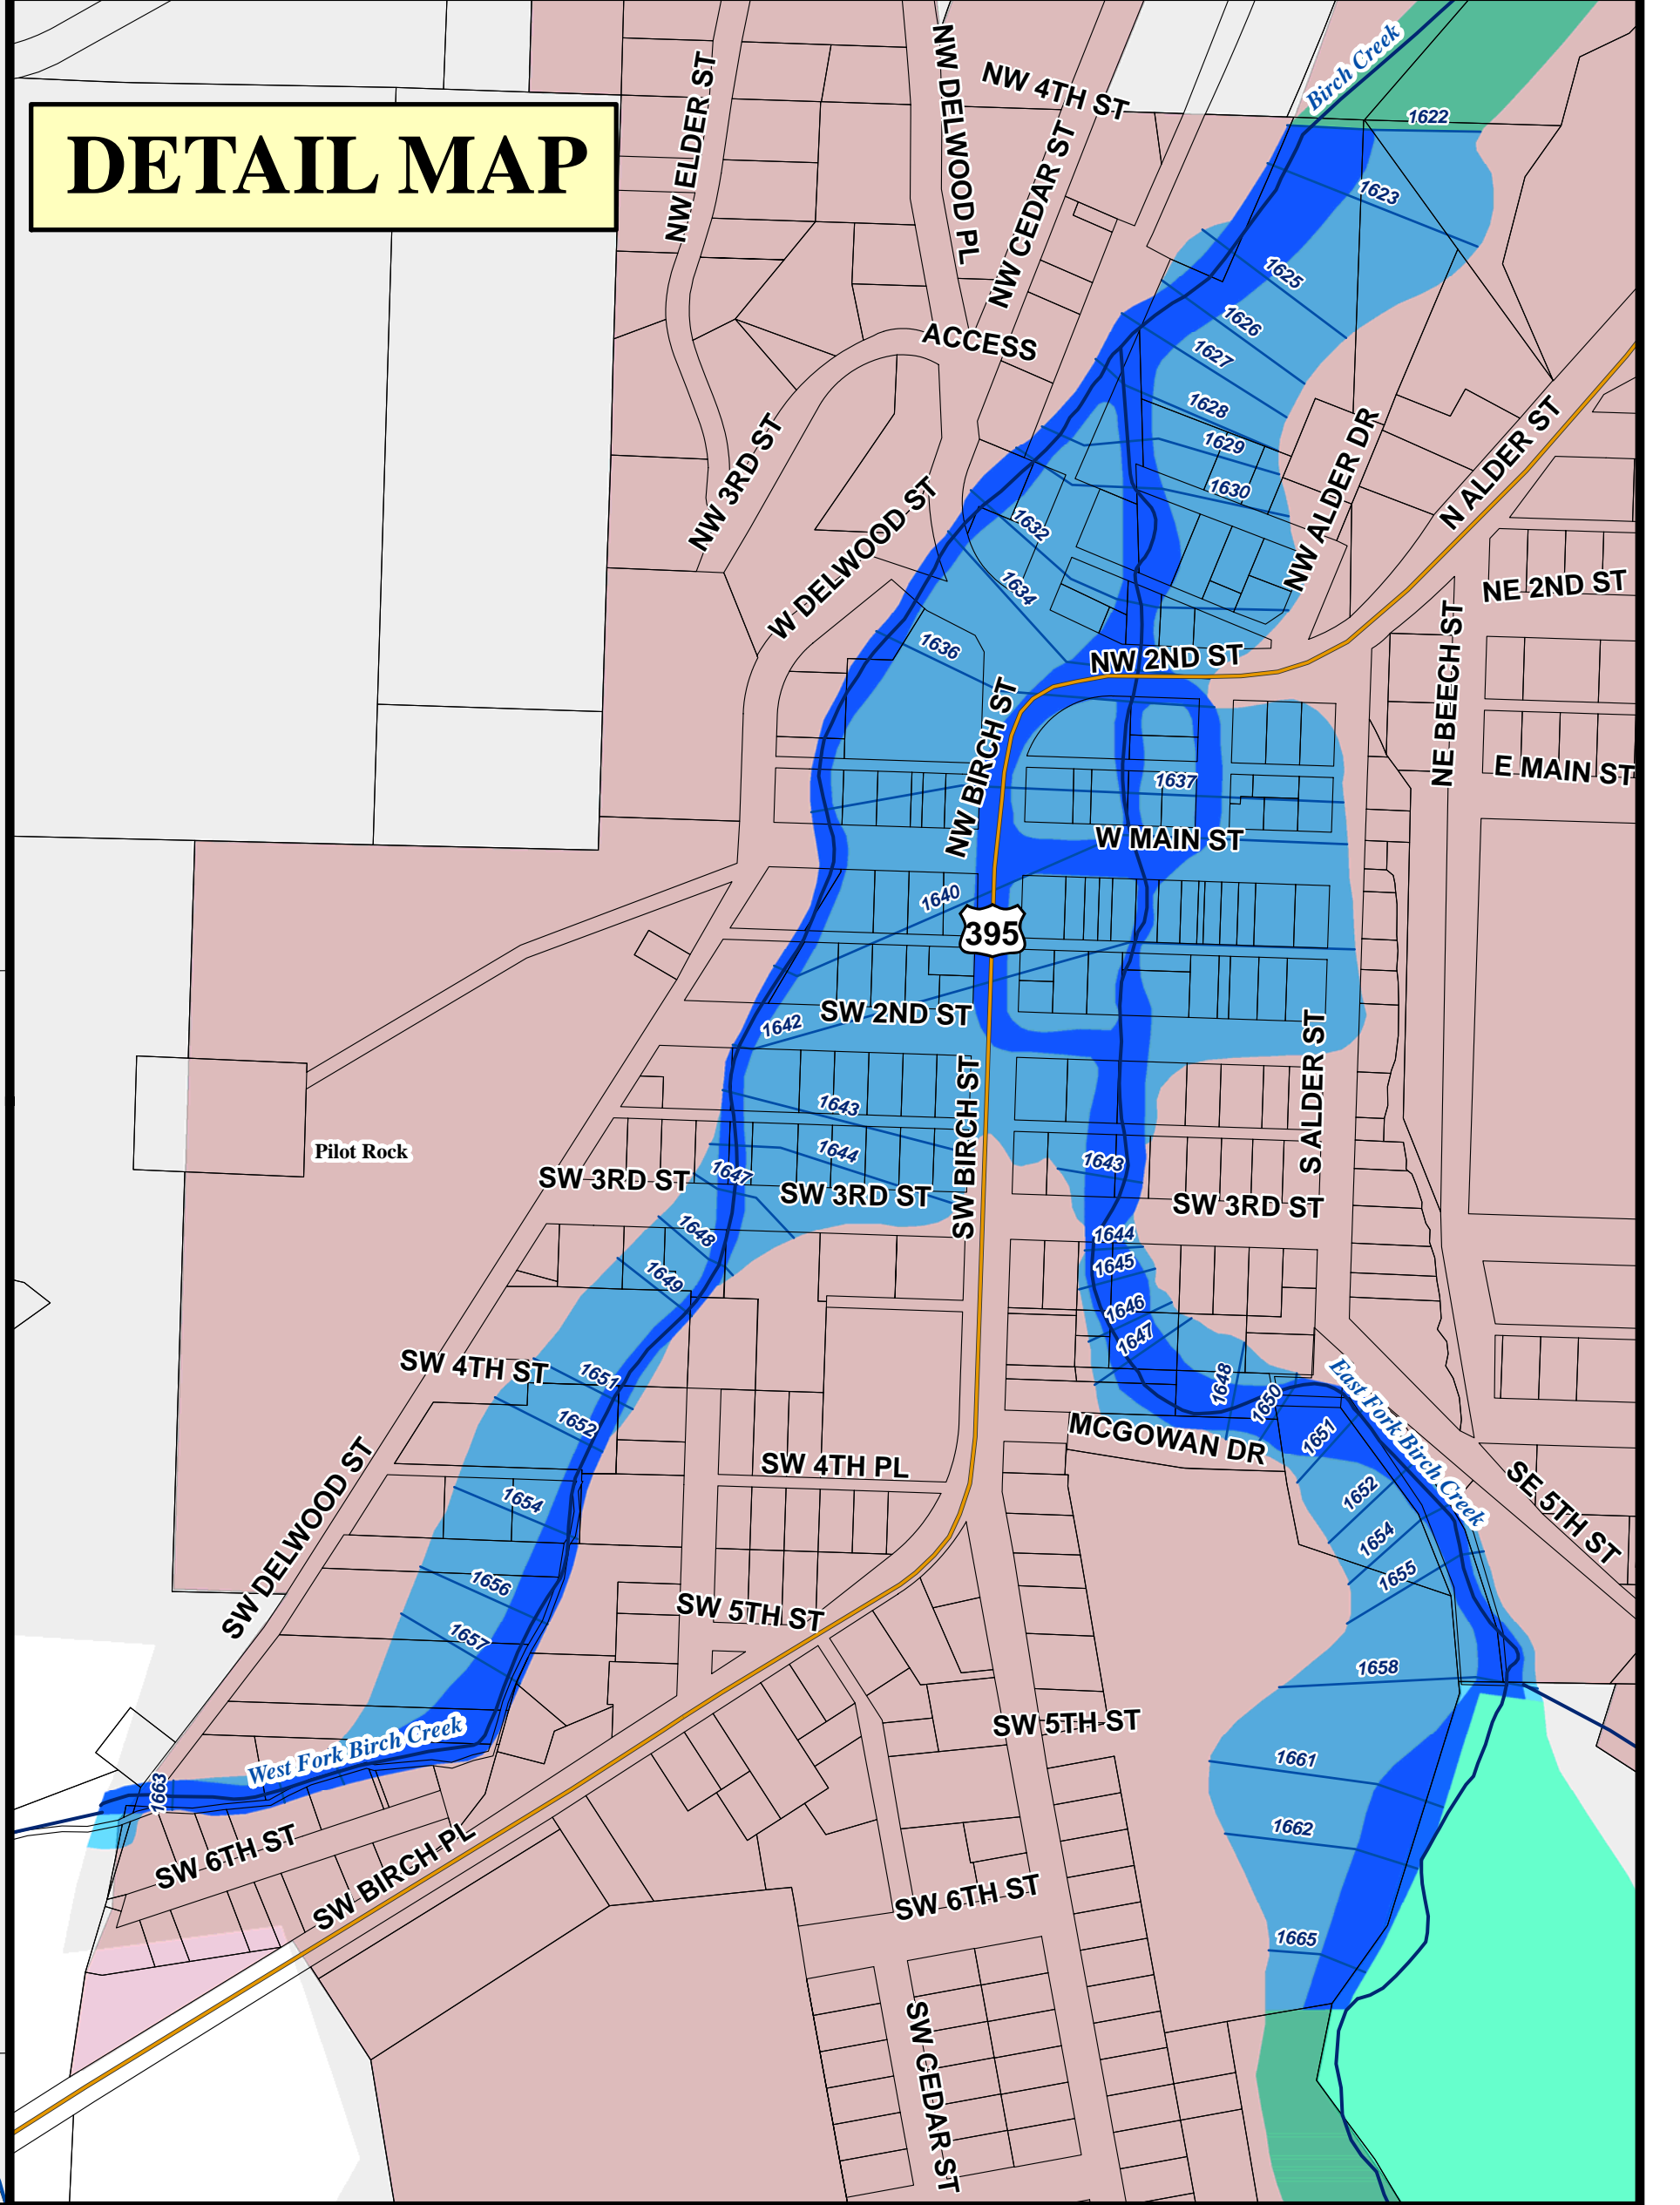 DETAIL MAP
NW ELDER ST
NW DELWOOD PL
NW 4TH ST
NW CEDAR ST
Birch Creek
1622
1623
1625
1626
1627
1628
1629
1630
1632
1634
1636
ACCESS
NW 3RD ST
W DELWOOD ST
NW ALDER DR
N ALDER ST
NE 2ND ST
NW 2ND ST
NE BEECH ST
NW BIRCH ST
E MAIN ST
1637
W MAIN ST
1640
395
SW 2ND ST
1642
SW BIRCH ST
S ALDER ST
1643
1644
1647
Pilot Rock
SW 3RD ST
SW 3RD ST
1643
SW 3RD ST
1648
1649
1644
1645
1646
1647
1648
1650
East Fork Birch Creek
SW 4TH ST
1651
1652
MCGOWAN DR
1651
1652
1654
1655
SE 5TH ST
SW 4TH PL
SW DELWOOD ST
1654
1656
1657
SW 5TH ST
1658
SW 5TH ST
West Fork Birch Creek
1663
1661
1662
SW 6TH ST
SW BIRCH PL
SW 6TH ST
1665
SW CEDAR ST